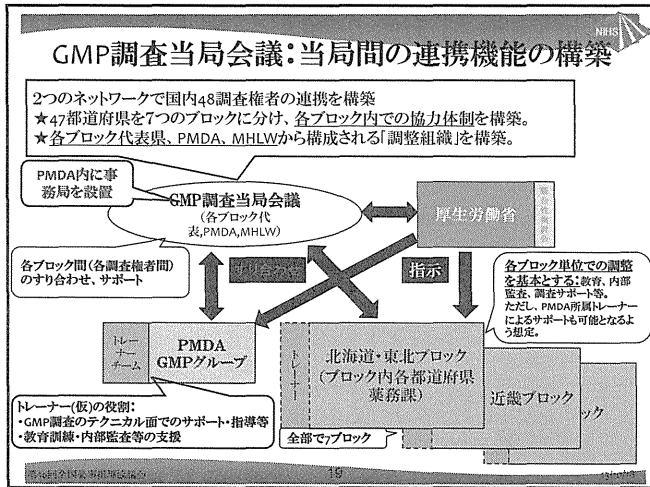 NIHS
GMP調査当局会議：当局間の連携機能の構築
2つのネットワークで国内48調査権者の連携を構築
★47都道府県を7つのブロックに分け、各ブロック内での協力体制を構築。
★各ブロック代表県、PMDA、MHLWから構成される「調整組織」を構築。
PMDA内に事
務局を設置
GMP調査当局会議
(各ブロック代
表,PMDA,MHLW)
厚生労働省
各ブロック間(各調査権者間)
のすり合わせ、サポート
すり合わせ
指示
各ブロック単位での調整
を基本とする：教育、内部
監査、調査サポート等。
ただし、PMDA所属トレーナー
によるサポートも可能となるよ
う想定。
トレー
ナー
チーム
PMDA
GMPグループ
トレーナー
北海道・東北ブロック
(ブロック内各都道府県
薬務課)
近畿ブロック
ック
トレーナー(仮)の役割：
・GMP調査のテクニカル面でのサポート・指導等
・教育訓練・内部監査等の支援
全部で7ブロック
19